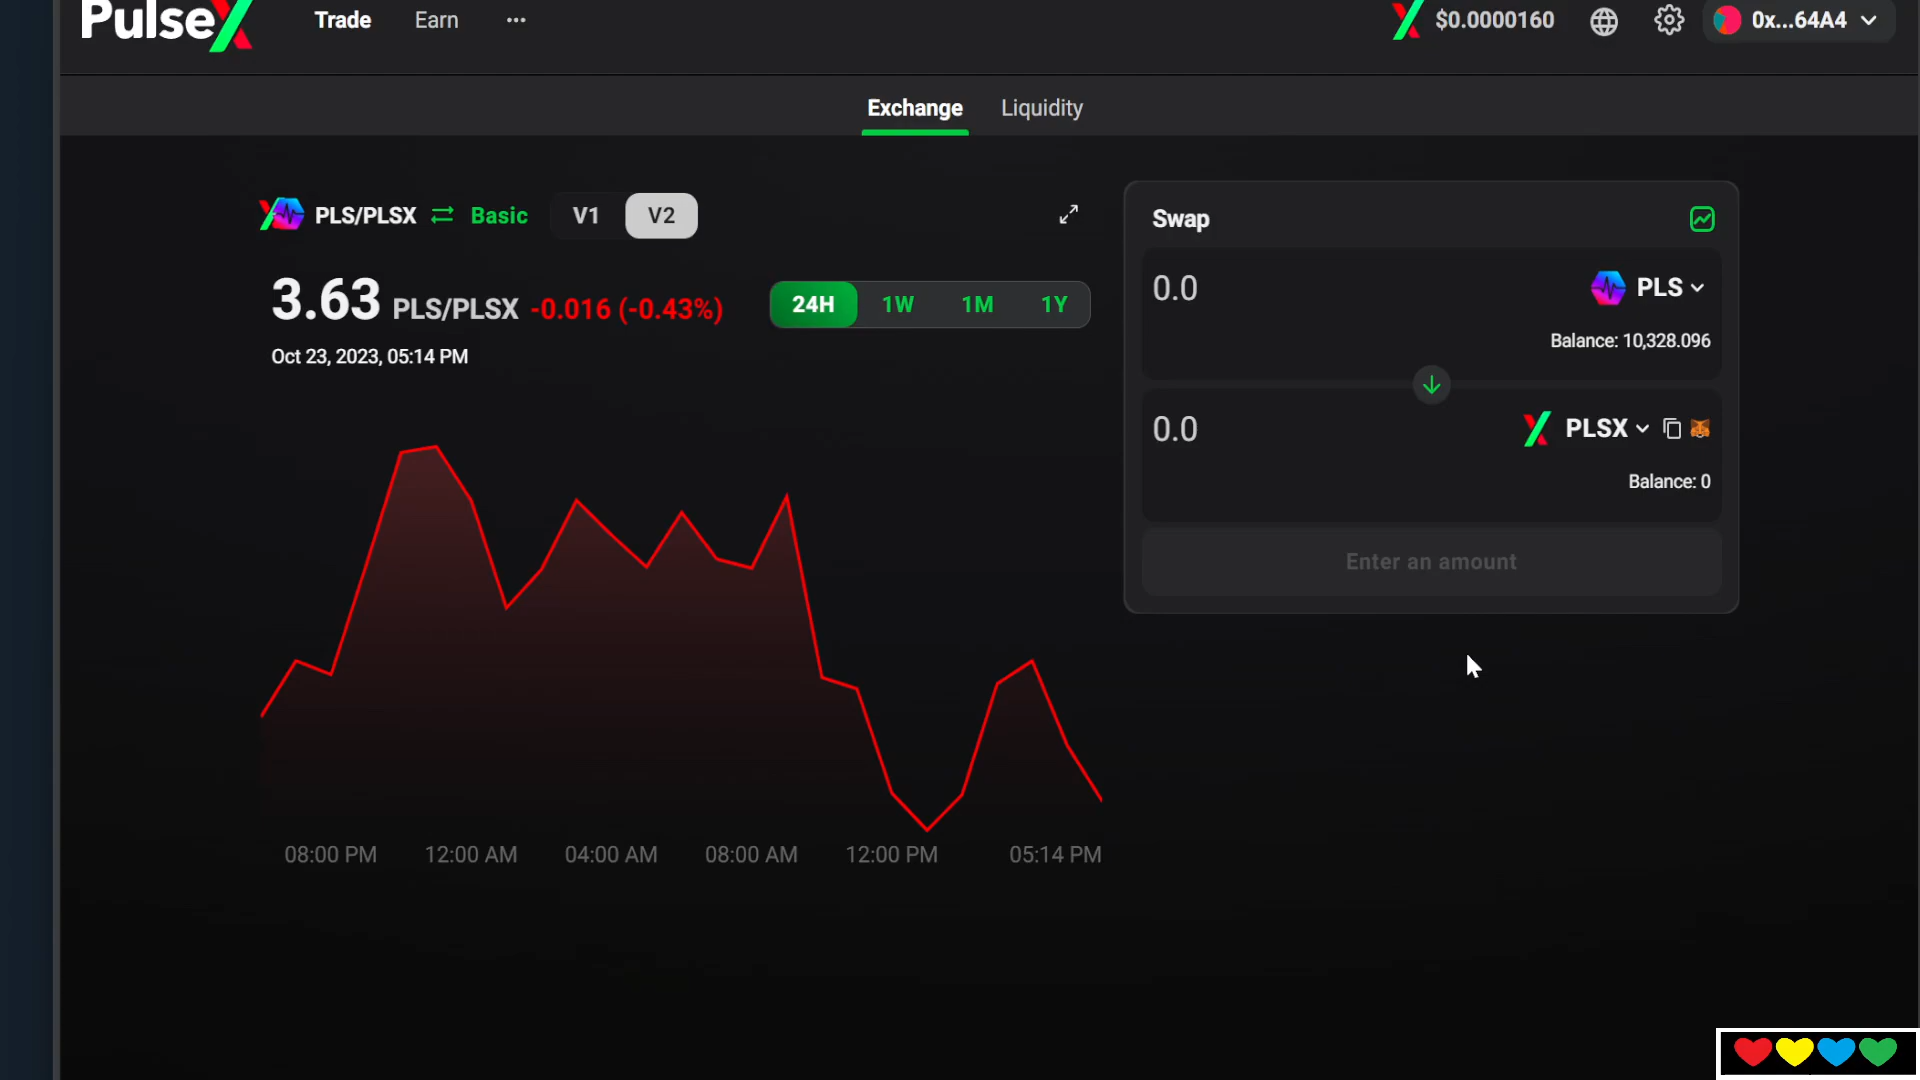 PulseX
Trade
Earn
$0.0000160
0x...64A4
Exchange
Liquidity
PLS/PLSX
Basic
V1
V2
3.63 PLS/PLSX -0.016 (-0.43%)
24H
1W
1M
1Y
Oct 23, 2023, 05:14 PM
08:00 PM
12:00 AM
04:00 AM
08:00 AM
12:00 PM
05:14 PM
Swap
0.0
PLS
Balance: 10,328.096
0.0
PLSX
Balance: 0
Enter an amount